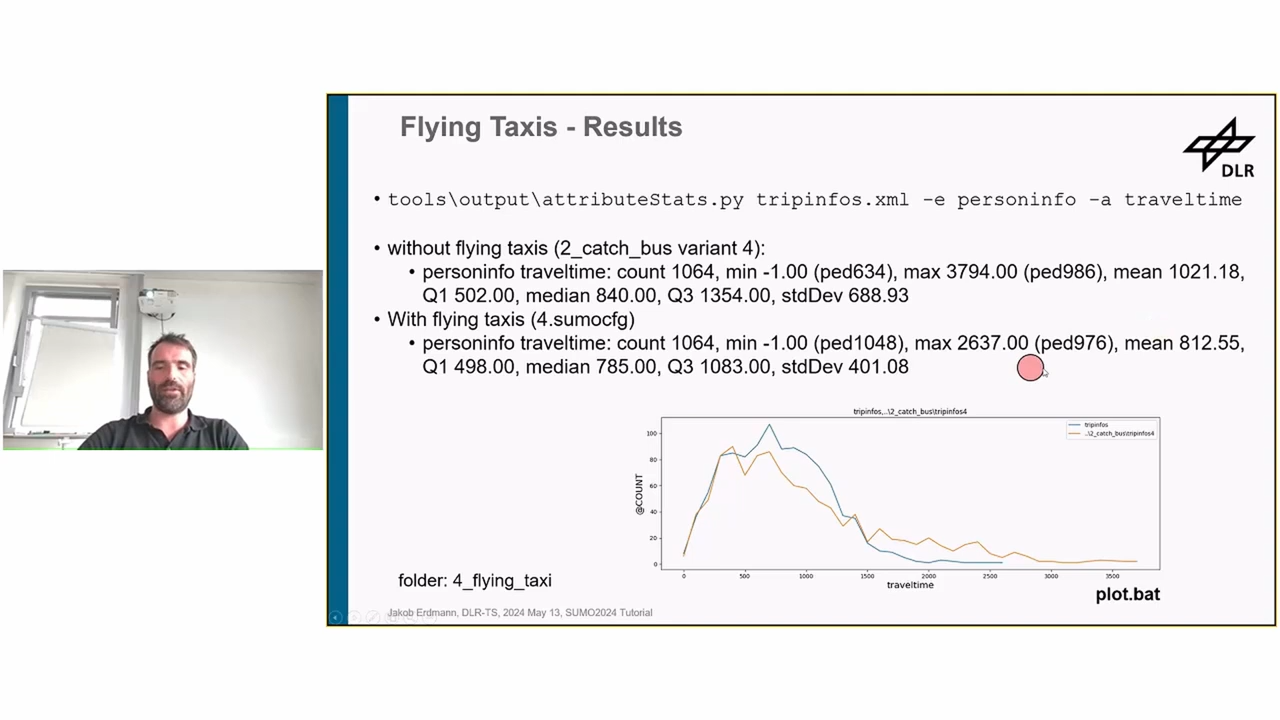 Flying Taxis - Results
DLR
• tools\output\attributeStats.py tripinfos.xml -e personinfo -a traveltime
• without flying taxis (2_catch_bus variant 4):
• personinfo traveltime: count 1064, min -1.00 (ped634), max 3794.00 (ped986), mean 1021.18,
Q1 502.00, median 840.00, Q3 1354.00, stdDev 688.93
• With flying taxis (4.sumocfg)
• personinfo traveltime: count 1064, min -1.00 (ped1048), max 2637.00 (ped976), mean 812.55,
Q1 498.00, median 785.00, Q3 1083.00, stdDev 401.08
tripinfos,..\2_catch_bus\tripinfos4
tripinfos
..\2_catch_bus\tripinfos4
@COUNT
100
80
60
40
20
0
0 500 1000 1500 2000 2500 3000 3500
traveltime
folder: 4_flying_taxi
plot.bat
Jakob Erdmann, DLR-TS, 2024 May 13, SUMO2024 Tutorial